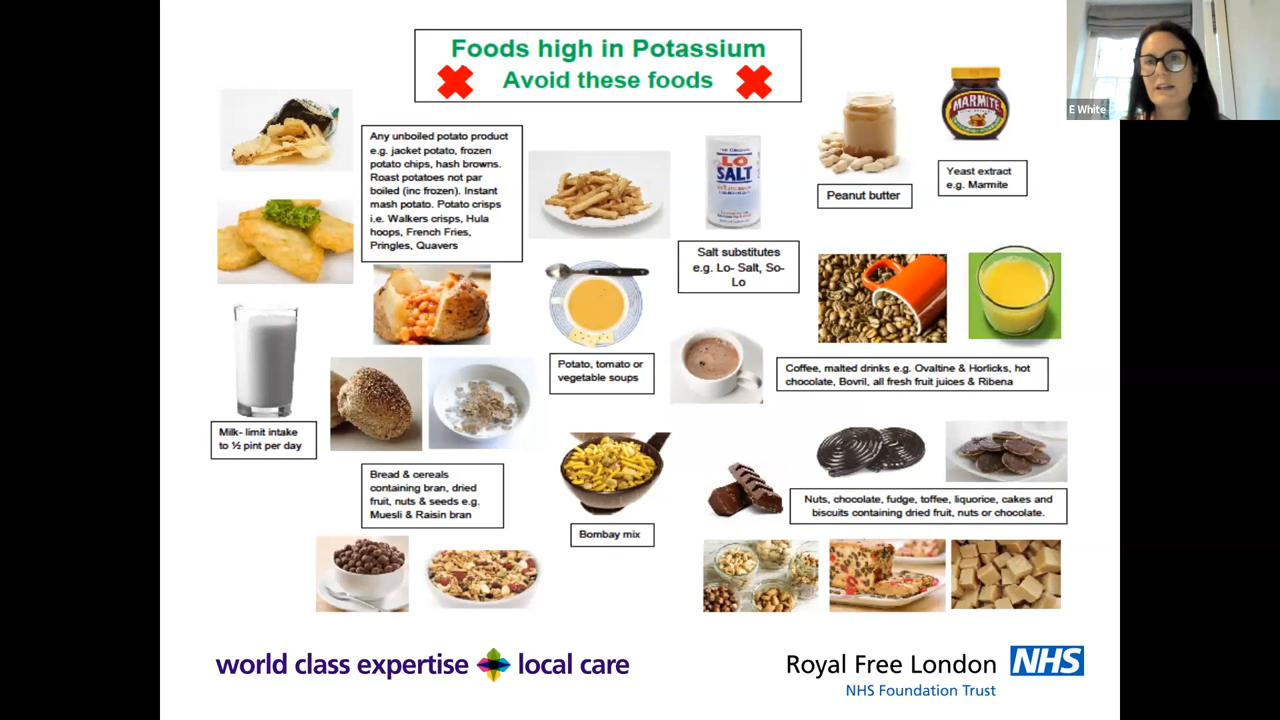 Foods high in Potassium
Avoid these foods
E White
Any unboiled potato product
e.g. jacket potato, frozen
potato chips, hash browns.
Roast potatoes not par
boiled (inc frozen). Instant
mash potato. Potato crisps
i.e. Walkers crisps, Hula
hoops, French Fries,
Pringles, Quavers
LO
SALT
Salt substitutes
e.g. Lo- Salt, So-
Lo
Peanut butter
MARMITE
Yeast extract
e.g. Marmite
Potato, tomato or
vegetable soups
Coffee, malted drinks e.g. Ovaltine & Horlicks, hot
chocolate, Bovril, all fresh fruit juices & Ribena
Milk- limit intake
to ½ pint per day
Bread & cereals
containing bran, dried
fruit, nuts & seeds e.g.
Muesli & Raisin bran
Bombay mix
Nuts, chocolate, fudge, toffee, liquorice, cakes and
biscuits containing dried fruit, nuts or chocolate.
world class expertise local care
Royal Free London NHS
NHS Foundation Trust